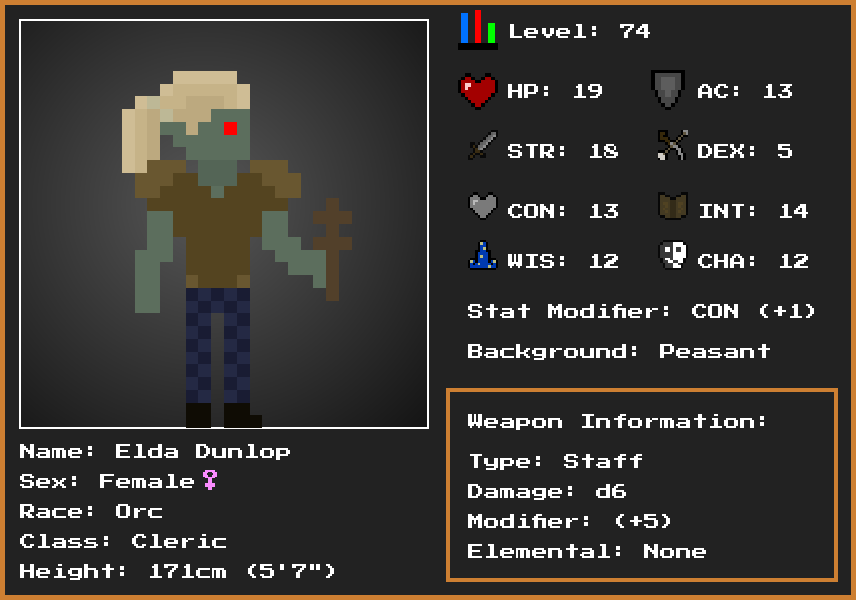 Level: 74
HP: 19
AC: 13
STR: 18
DEX: 5
CON: 13
INT: 14
WIS: 12
CHA: 12
Stat Modifier: CON (+1)
Background: Peasant
Weapon Information:
Type: Staff
Damage: d6
Modifier: (+5)
Elemental: None
Name: Elda Dunlop
Sex: Female♀
Race: Orc
Class: Cleric
Height: 171cm (5'7")